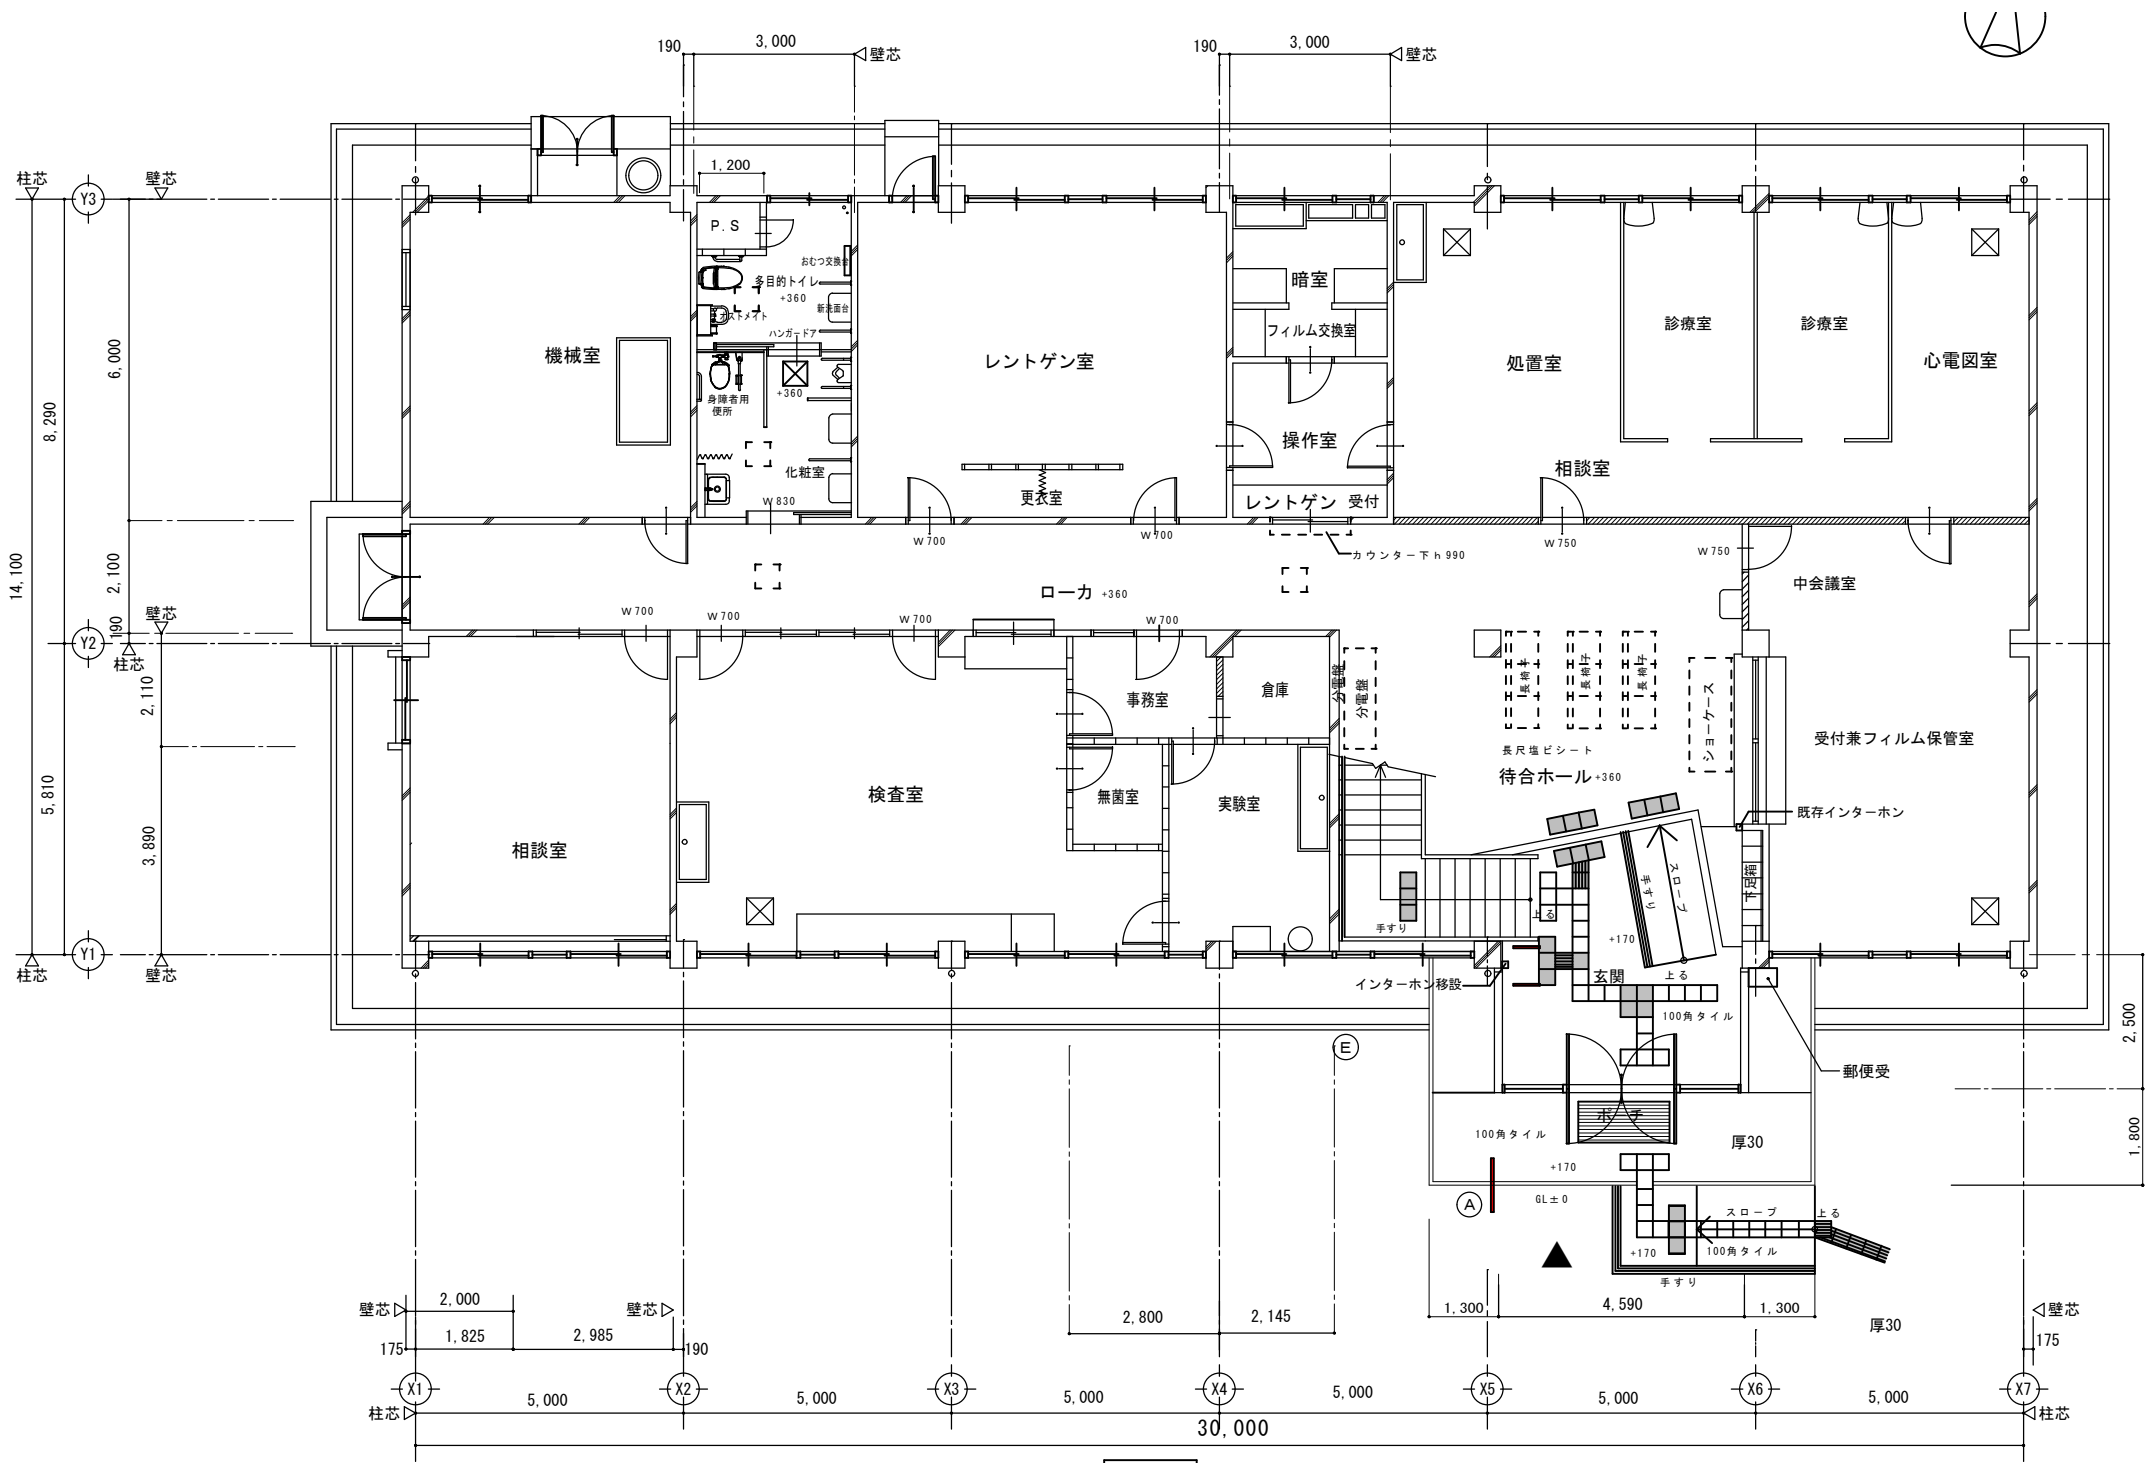 190
3,000
壁芯
190
3,000
壁芯
柱芯
Y3
壁芯
1,200
P.S
おむつ交換台
多目的トイレ
+360
新洗面台
オストメイト
ハンガードア
機械室
レントゲン室
暗室
フィルム交換室
処置室
診療室
診療室
心電図室
身障者用
便所
+360
操作室
化粧室
W830
更衣室
レントゲン 受付
相談室
6,000
8,290
14,100
2,100
190
W700
W700
カウンター下h990
W750
W750
中会議室
ローカ +360
壁芯
Y2
柱芯
W700
W700
W700
W700
2,110
事務室
倉庫
分電盤
分電盤
長椅子
長椅子
長椅子
ショーケース
受付兼フィルム保管室
長尺塩ビシート
待合ホール+360
5,810
3,890
相談室
検査室
無菌室
実験室
既存インターホン
スロープ
手すり
下足箱
上る
手すり
+170
Y1
柱芯
壁芯
インターホン移設
玄関
上る
100角タイル
2,500
E
郵便受
ポーチ
100角タイル
厚30
1,800
+170
A
GL±0
スロープ
上る
+170
100角タイル
手すり
壁芯
2,000
壁芯
1,300
4,590
1,300
壁芯
175
1,825
2,985
190
2,800
2,145
厚30
175
X1
X2
X3
X4
X5
X6
X7
柱芯
5,000
5,000
5,000
5,000
5,000
5,000
柱芯
30,000